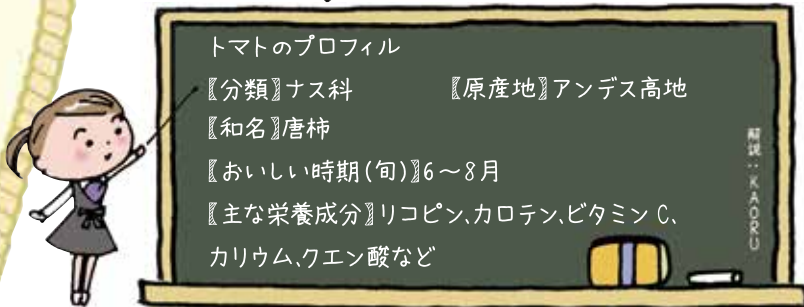 トマトのプロフィル
〖分類〗ナス科 〖原産地〗アンデス高地
〖和名〗唐柿
〖おいしい時期(旬)〗6〜8月
〖主な栄養成分〗リコピン、カロテン、ビタミンC、
カリウム、クエン酸など
解説：KAORU